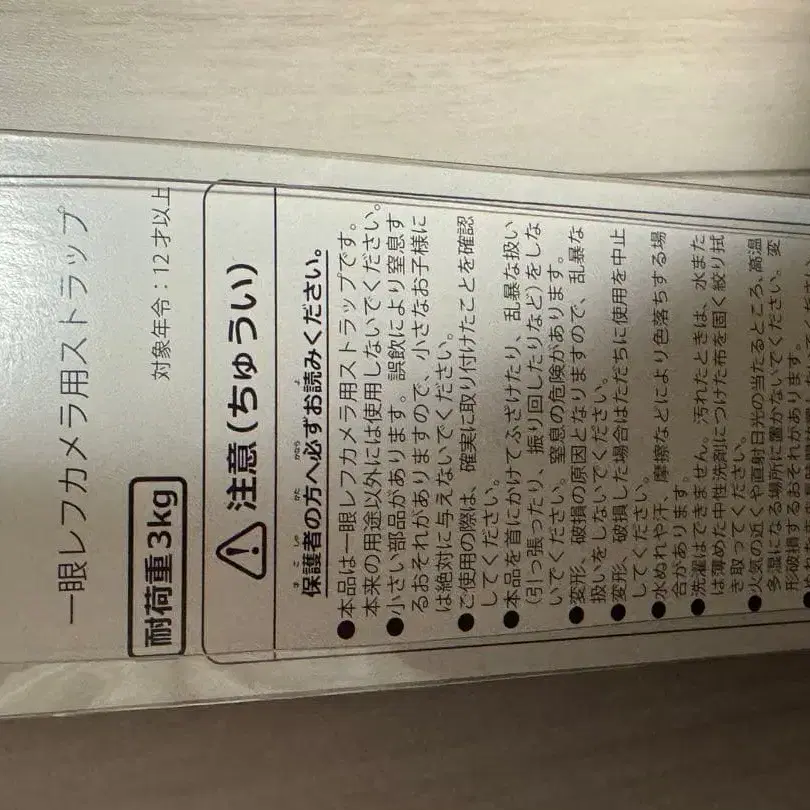 一眼レフカメラ用ストラップ
対象年令：12才以上
耐荷重3kg
注意(ちゅうい)
保護者の方へ必ずお読みください。
●本品は一眼レフカメラ用ストラップです。
本来の用途以外には使用しないでください。
●小さい部品があります。誤飲により窒息す
るおそれがありますので、小さなお子様に
は絶対に与えないでください。
●ご使用の際は、確実に取り付けたことを確認
してください。
●本品を首にかけてふざけたり、乱暴な扱い
(引っ張ったり、振り回したりなど)をしな
いでください。窒息の危険があります。
●変形、破損の原因となりますので、乱暴な
扱いをしないでください。
●変形、破損した場合はただちに使用を中止
してください。
●水ぬれや汗、摩擦などにより色落ちする場
合があります。
●洗濯はできません。汚れたときは、水また
は薄めた中性洗剤につけた布を固く絞り拭
き取ってください。
●火気の近くや直射日光の当たるところ、高温
多湿になる場所に置かないでください。変
形破損するおそれがあります。